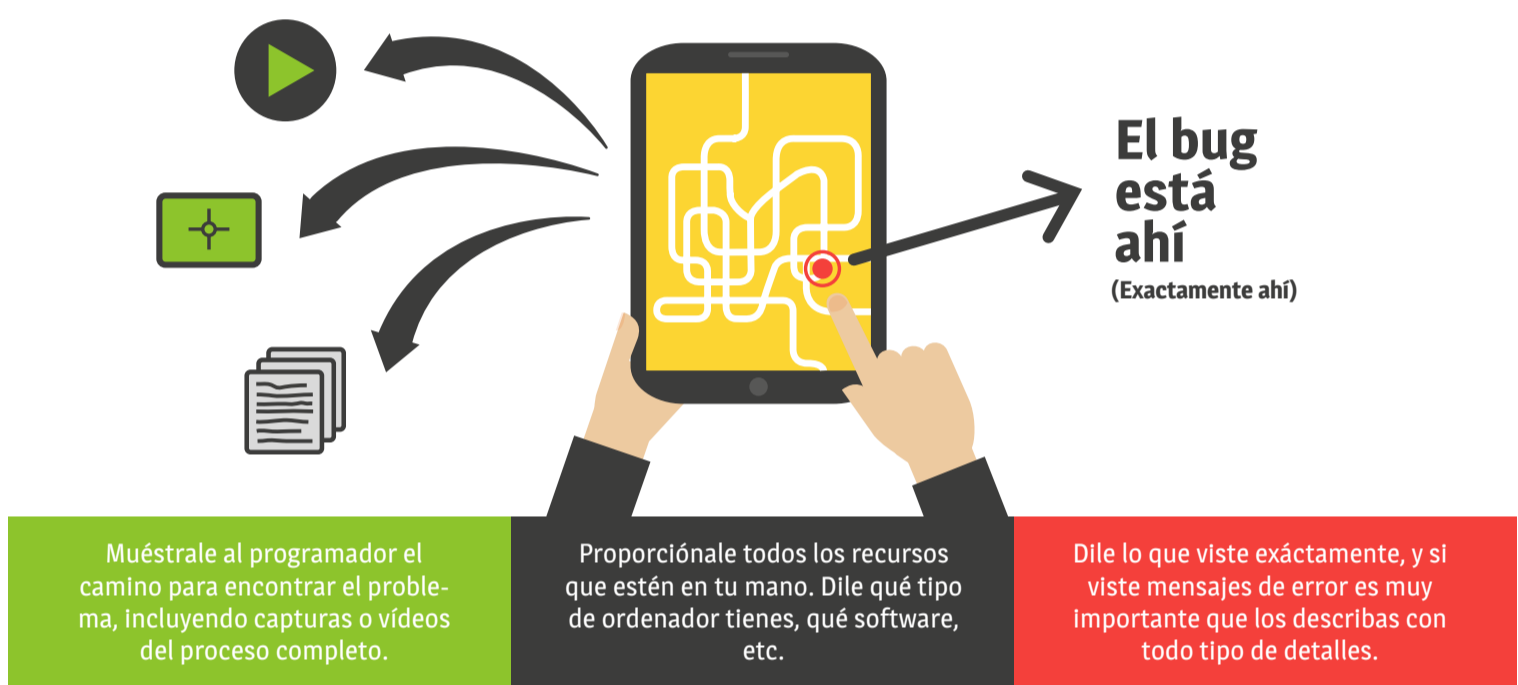 El bug
está
ahí
(Exactamente ahí)
Muéstrale al programador el
camino para encontrar el proble-
ma, incluyendo capturas o vídeos
del proceso completo.
Proporciónale todos los recursos
que estén en tu mano. Dile qué tipo
de ordenador tienes, qué software,
etc.
Dile lo que viste exáctamente, y si
viste mensajes de error es muy
importante que los describas con
todo tipo de detalles.